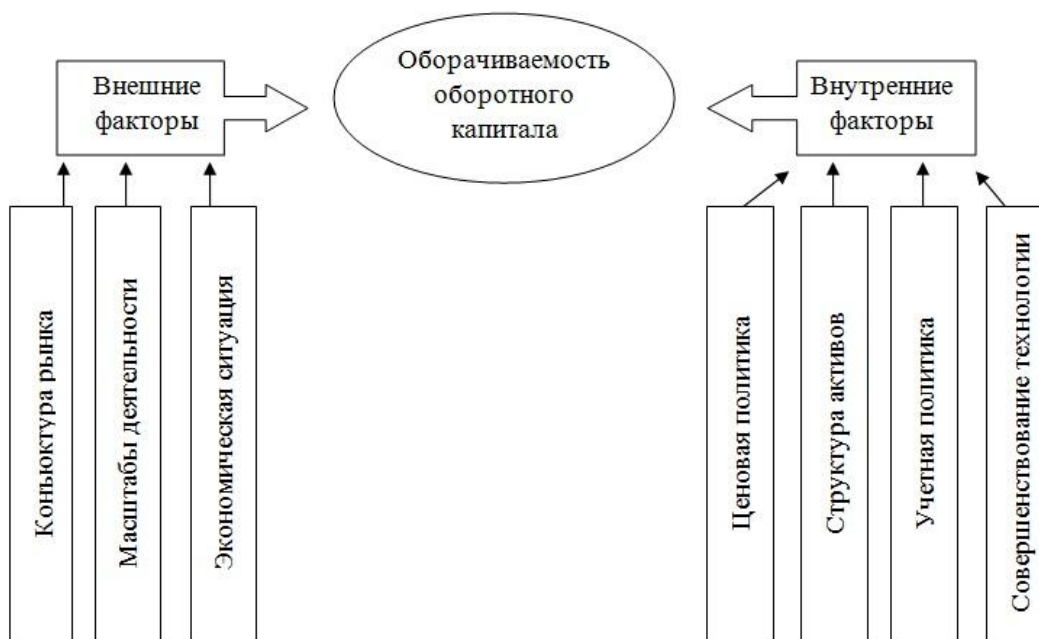 Внешние
факторы
Оборачиваемость
оборотного
капитала
Внутренние
факторы
Коньюктура рынка
Масштабы деятельности
Экономическая ситуация
Ценовая политика
Структура активов
Учетная политика
Совершенствование технологии